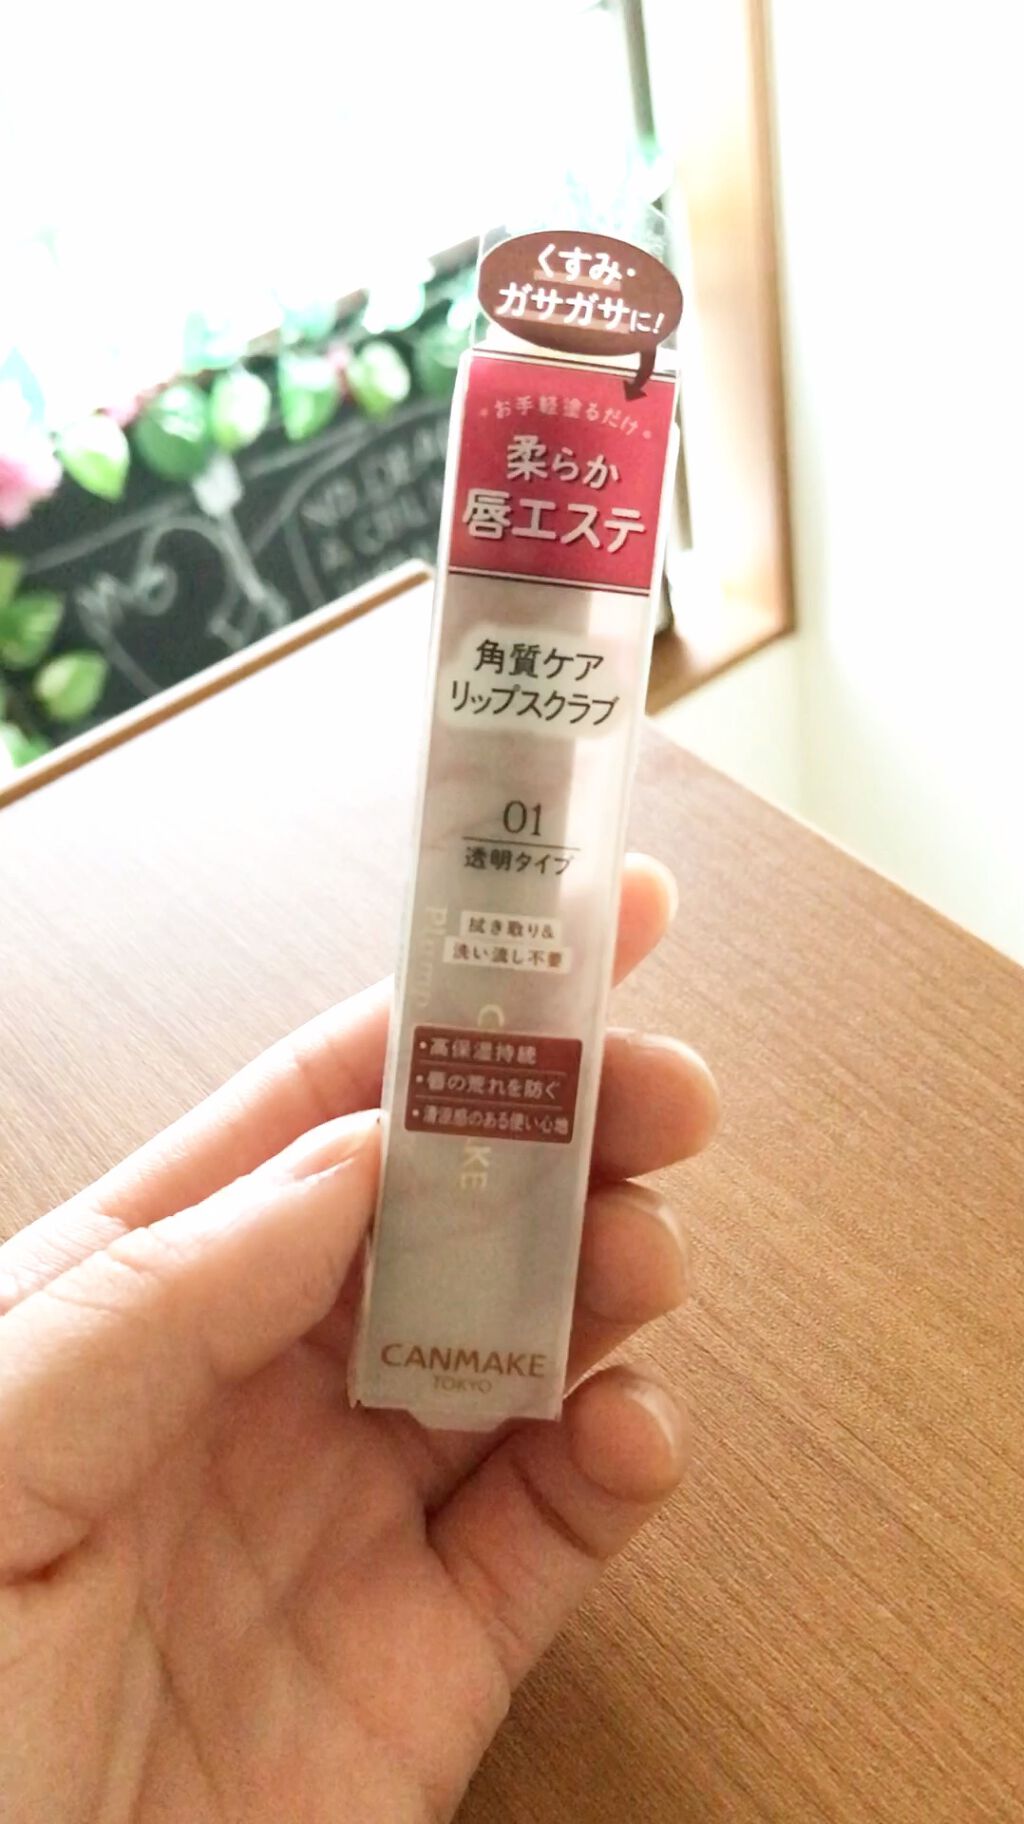 くすみ・
ガサガサに!
お手軽塗るだけ
柔らか
唇エステ
角質ケア
リップスクラブ
01
透明タイプ
拭き取り&
洗い流し不要
・高保湿持続
・唇の荒れを防ぐ
・清涼感のある使い心地
CANMAKE
TOKYO